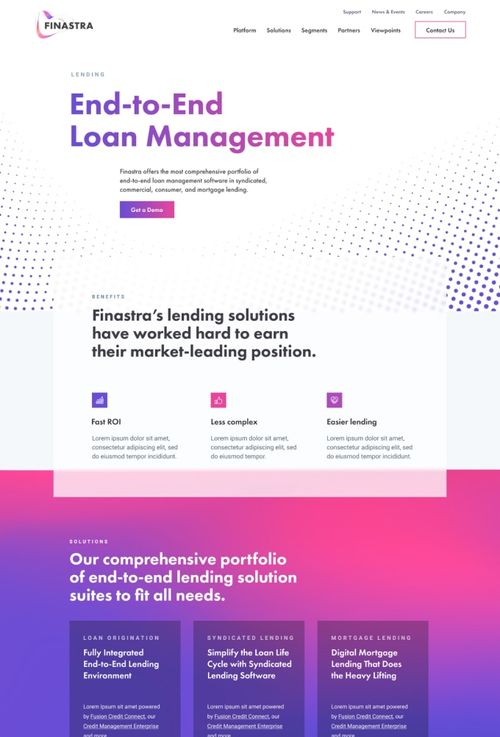 Support News & Events Careers Company
FINASTRA
Platform Solutions Segments Partners Viewpoints Contact Us
LENDING
End-to-End
Loan Management
Finastra offers the most comprehensive portfolio of
end-to-end loan management software in syndicated,
commercial, consumer, and mortgage lending.
Get a Demo
BENEFITS
Finastra's lending solutions
have worked hard to earn
their market-leading position.
Fast ROI
Lorem ipsum dolor sit amet,
consectetur adipiscing elit, sed
do eiusmod tempor incididunt.
Less complex
Lorem ipsum dolor sit amet,
consectetur adipiscing elit, sed
do eiusmod tempor.
Easier lending
Lorem ipsum dolor sit amet,
consectetur adipiscing elit, sed
do eiusmod tempor incididunt.
SOLUTIONS
Our comprehensive portfolio
of end-to-end lending solution
suites to fit all needs.
LOAN ORIGINATION
Fully Integrated
End-to-End Lending
Environment
Lorem ipsum amet powered
by Fusion Credit Connect, our
Credit Management Enterprise
and more
SYNDICATED LENDING
Simplify the Loan Life
Cycle with Syndicated
Lending Software
Lorem ipsum amet powered
by Fusion Credit Connect, our
Credit Management Enterprise
and more
MORTGAGE LENDING
Digital Mortgage
Lending That Does
the Heavy Lifting
Lorem ipsum amet powered
by Fusion Credit Connect, our
Credit Management Enterprise
and more